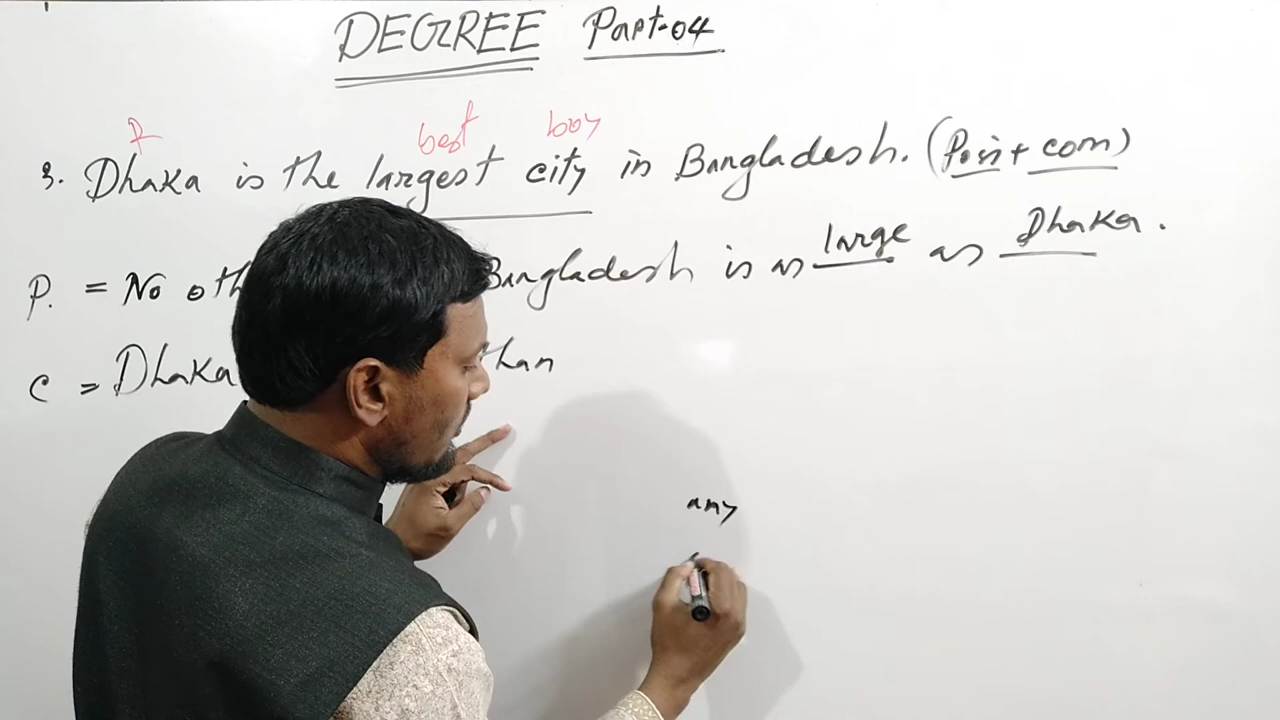 DEGREE Part-04
best boy
3. Dhaka is the largest city in Bangladesh. (Posi + com)
P. = No oth Bangladesh is as large as Dhaka.
C = Dhaka than
any